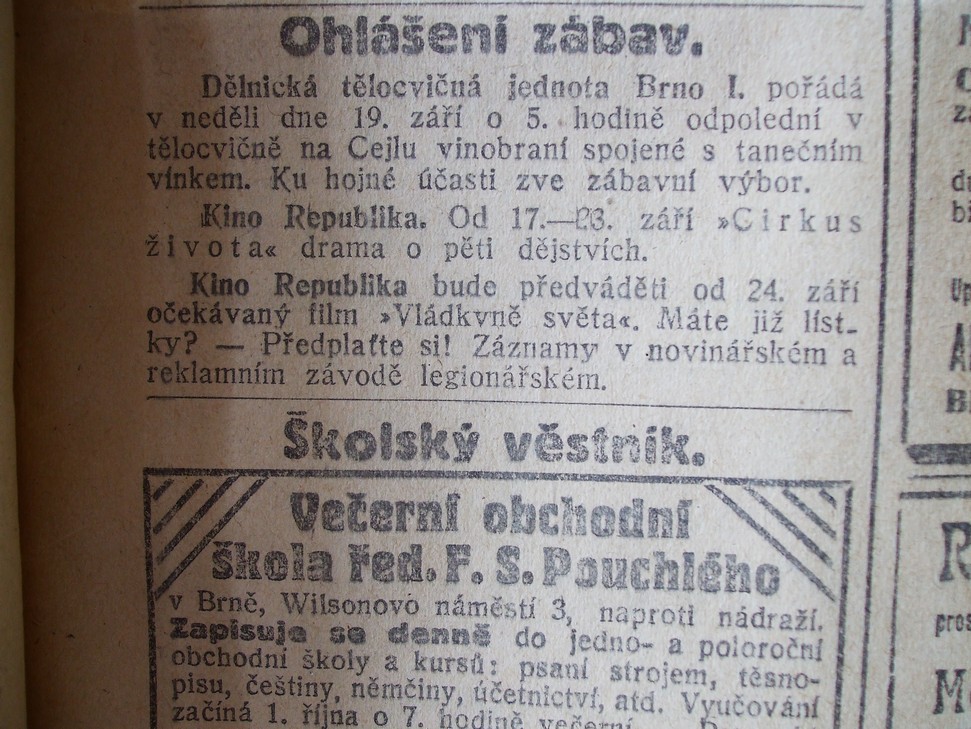 Ohlášení zábav.
Dělnická tělocvičná jednota Brno I. pořádá
v neděli dne 19. září o 5. hodině odpolední v
tělocvičně na Cejlu vinobraní spojené s tanečním
vínkem. Ku hojné účasti zve zábavní výbor.
Kino Republika. Od 17.—23. září »Cirkus
života« drama o pěti dějstvích.
Kino Republika bude předváděti od 24. září
očekávaný film »Vládkyně světa«. Máte již líst-
ky? — Předplaťte si! Záznamy v novinářském a
reklamním závodě legionářském.
Školský věstník.
Večerní obchodní
škola řed. F. S. Pouchlého
v Brně, Wilsonovo náměstí 3, naproti nádraží.
Zapisuje se denně do jedno- a poloroční
obchodní školy a kursů: psaní strojem, těsno-
pisu, češtiny, němčiny, účetnictví, atd. Vyučování
začíná 1. října o 7. hodině večerní.